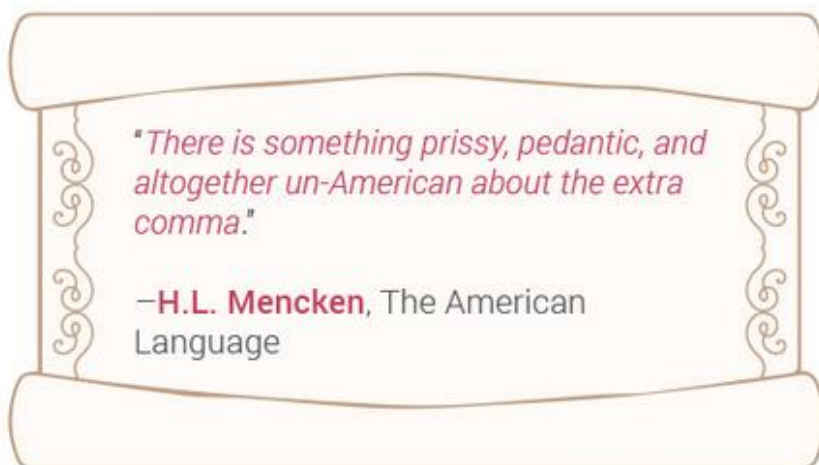 "There is something prissy, pedantic, and
altogether un-American about the extra
comma."
–H.L. Mencken, The American
Language